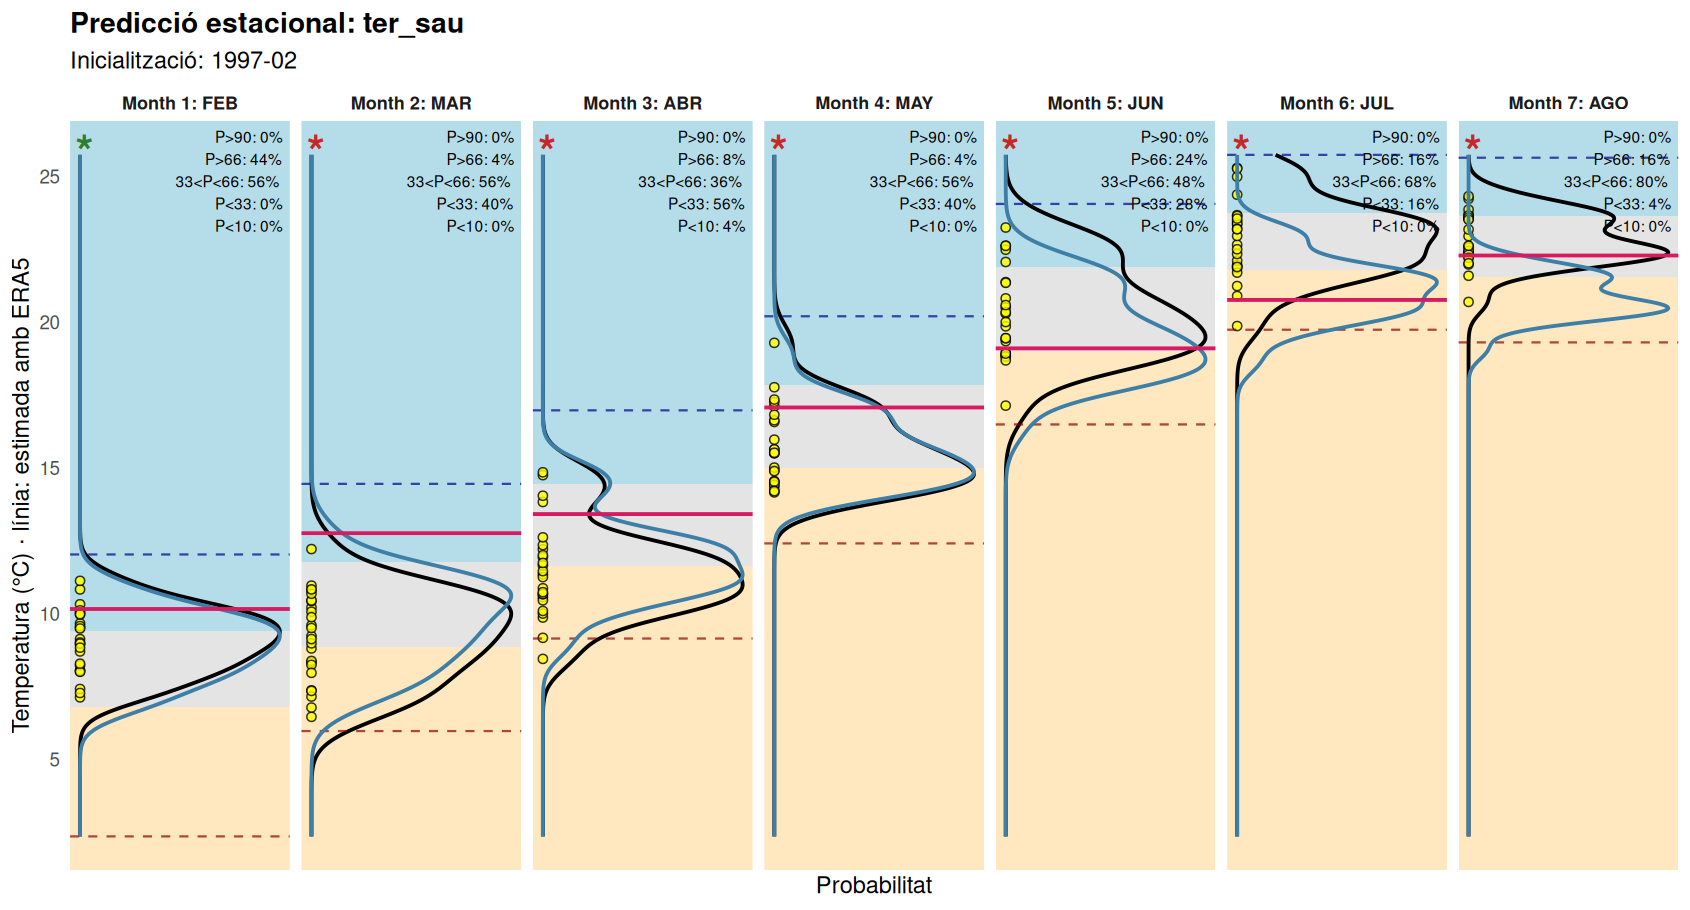 Predicció estacional: ter_sau
Inicialització: 1997-02
Month 1: FEB
Month 2: MAR
Month 3: ABR
Month 4: MAY
Month 5: JUN
Month 6: JUL
Month 7: AGO
*
P>90: 0%
P>66: 44%
33<P<66: 56%
P<33: 0%
P<10: 0%
*
P>90: 0%
P>66: 4%
33<P<66: 56%
P<33: 40%
P<10: 0%
*
P>90: 0%
P>66: 8%
33<P<66: 36%
P<33: 56%
P<10: 4%
*
P>90: 0%
P>66: 4%
33<P<66: 56%
P<33: 40%
P<10: 0%
*
P>90: 0%
P>66: 24%
33<P<66: 48%
P<33: 28%
P<10: 0%
*
P>90: 0%
P>66: 16%
33<P<66: 68%
P<33: 16%
P<10: 0%
*
P>90: 0%
P>66: 16%
33<P<66: 80%
P<33: 4%
P<10: 0%
25
20
15
10
5
Temperatura (°C) · línia: estimada amb ERA5
Probabilitat